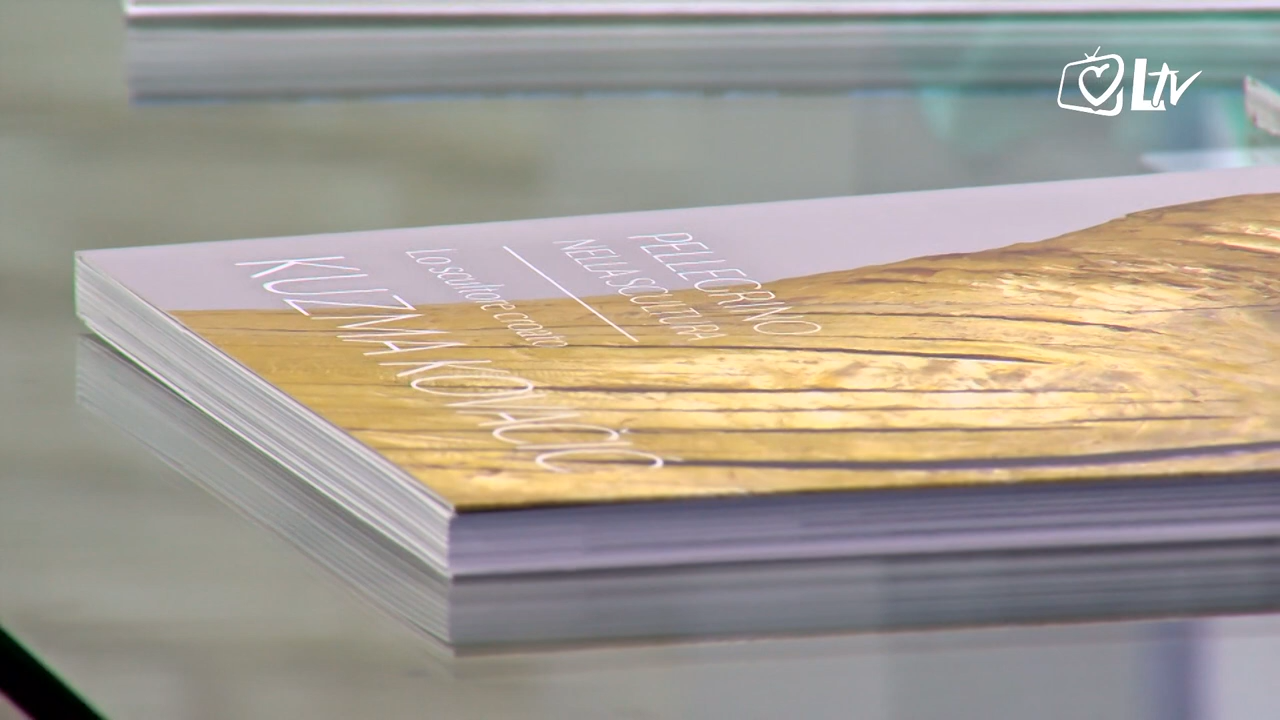 LTV
PELLEGRINO
NELLA SCULTURA
Lo scultore croato
KUZMA KOVAČIĆ